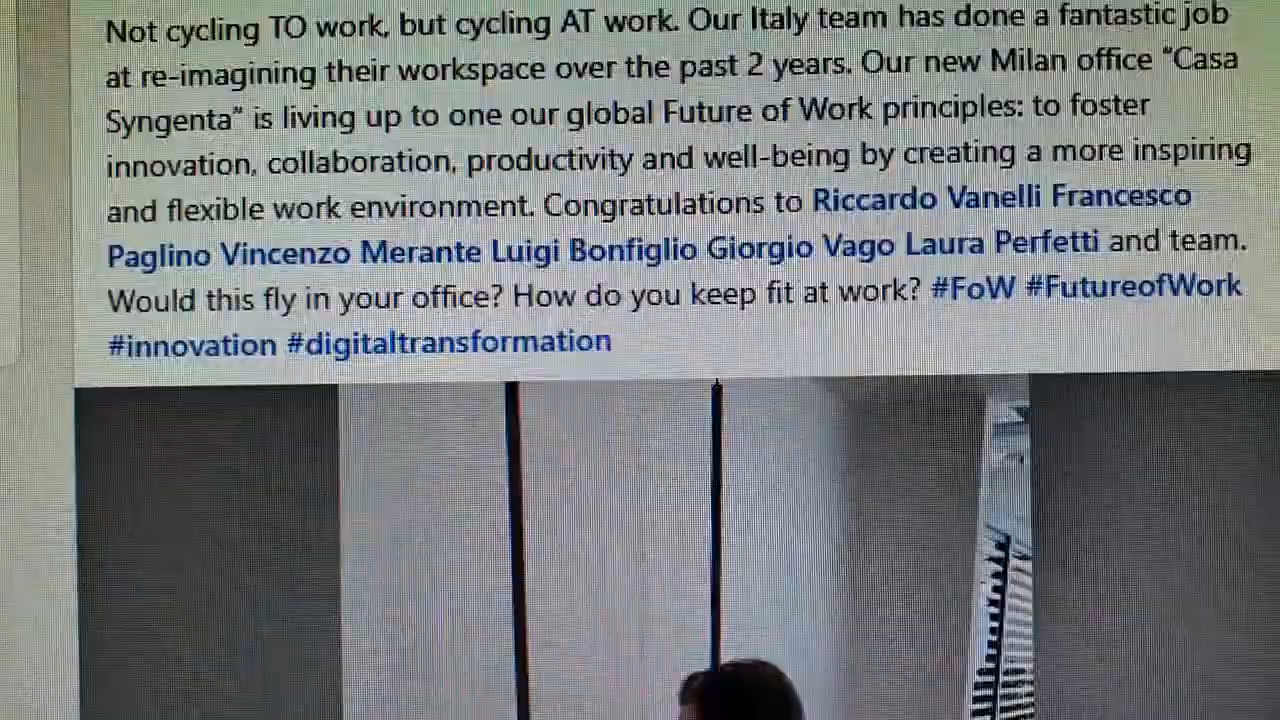 Not cycling TO work, but cycling AT work. Our Italy team has done a fantastic job
at re-imagining their workspace over the past 2 years. Our new Milan office "Casa
Syngenta" is living up to one our global Future of Work principles: to foster
innovation, collaboration, productivity and well-being by creating a more inspiring
and flexible work environment. Congratulations to Riccardo Vanelli Francesco
Paglino Vincenzo Merante Luigi Bonfiglio Giorgio Vago Laura Perfetti and team.
Would this fly in your office? How do you keep fit at work? #FoW #FutureofWork
#innovation #digitaltransformation